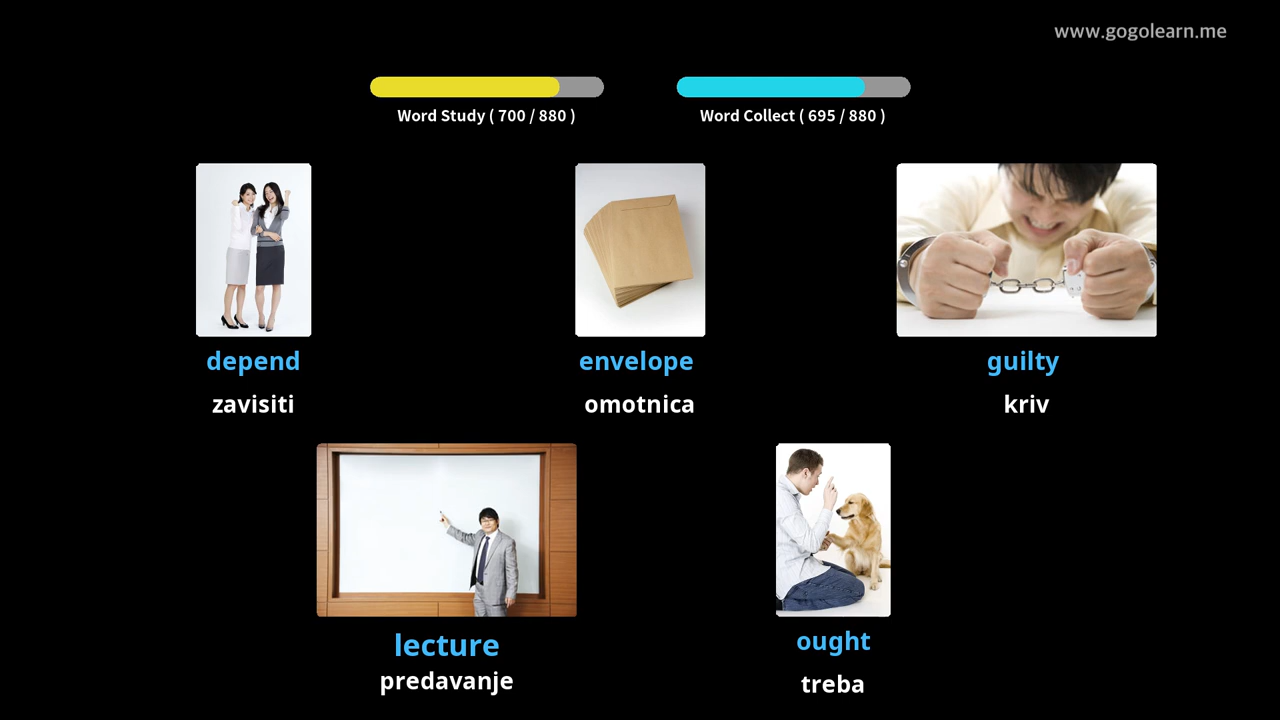 www.gogolearn.me
Word Study ( 700 / 880 )
Word Collect ( 695 / 880 )
depend
zavisiti
envelope
omotnica
guilty
kriv
lecture
predavanje
ought
treba